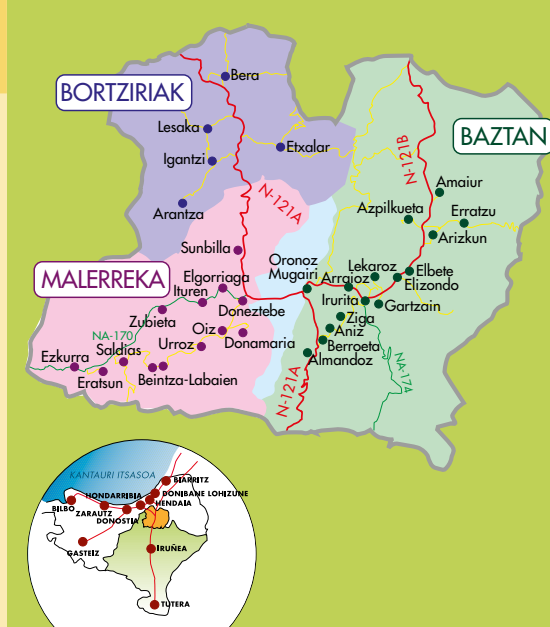 Bera
BORTZIRIAK
Lesaka
Etxalar
Igantzi
Arantza
N-121A
N-121B
BAZTAN
Amaiur
Azpilkueta
Erratzu
Arizkun
Sunbilla
Oronoz
Mugairi
Lekaroz
Arraioz
Elbete
Elizondo
MALERREKA
Elgorriaga
Ituren
Doneztebe
Irurita
Gartzain
Zubieta
Ziga
Aniz
NA-170
Oiz
Donamaria
Berroeta
Saldias
Urroz
Almandoz
Ezkurra
Eratsun
Beintza-Labaien
N-121A
NA-174
KANTAURI ITSASOA
BIARRITZ
HONDARRIBIA
DONIBANE LOHIZUNE
HENDAIA
BILBO
ZARAUTZ
DONOSTIA
GASTEIZ
IRUÑEA
TUTERA